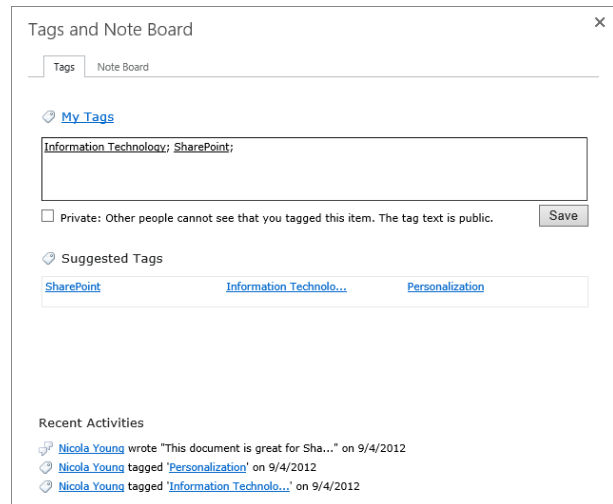 Tags and Note Board
Tags Note Board
My Tags
Information Technology; SharePoint;
Private: Other people cannot see that you tagged this item. The tag text is public. Save
Suggested Tags
SharePoint Information Technolo... Personalization
Recent Activities
Nicola Young wrote "This document is great for Sha..." on 9/4/2012
Nicola Young tagged 'Personalization' on 9/4/2012
Nicola Young tagged 'Information Technolo...' on 9/4/2012